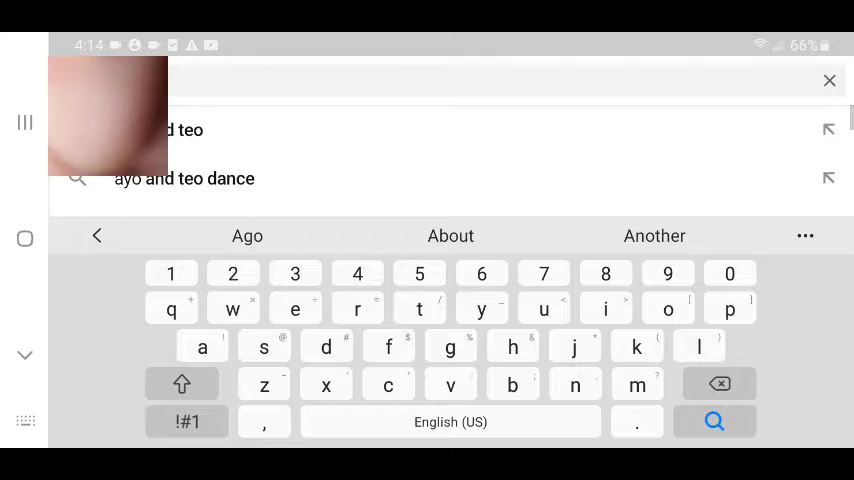 4:14 66%
d teo
ayo and teo dance
Ago About Another •••
1 2 3 4 5 6 7 8 9 0
q + w × e ÷ r = t / y _ u < i > o [ p ]
a ! s @ d # f $ g % h ^ j * k ( l )
z - x ' c " v : b ; n , m ?
!#1 , English (US) .